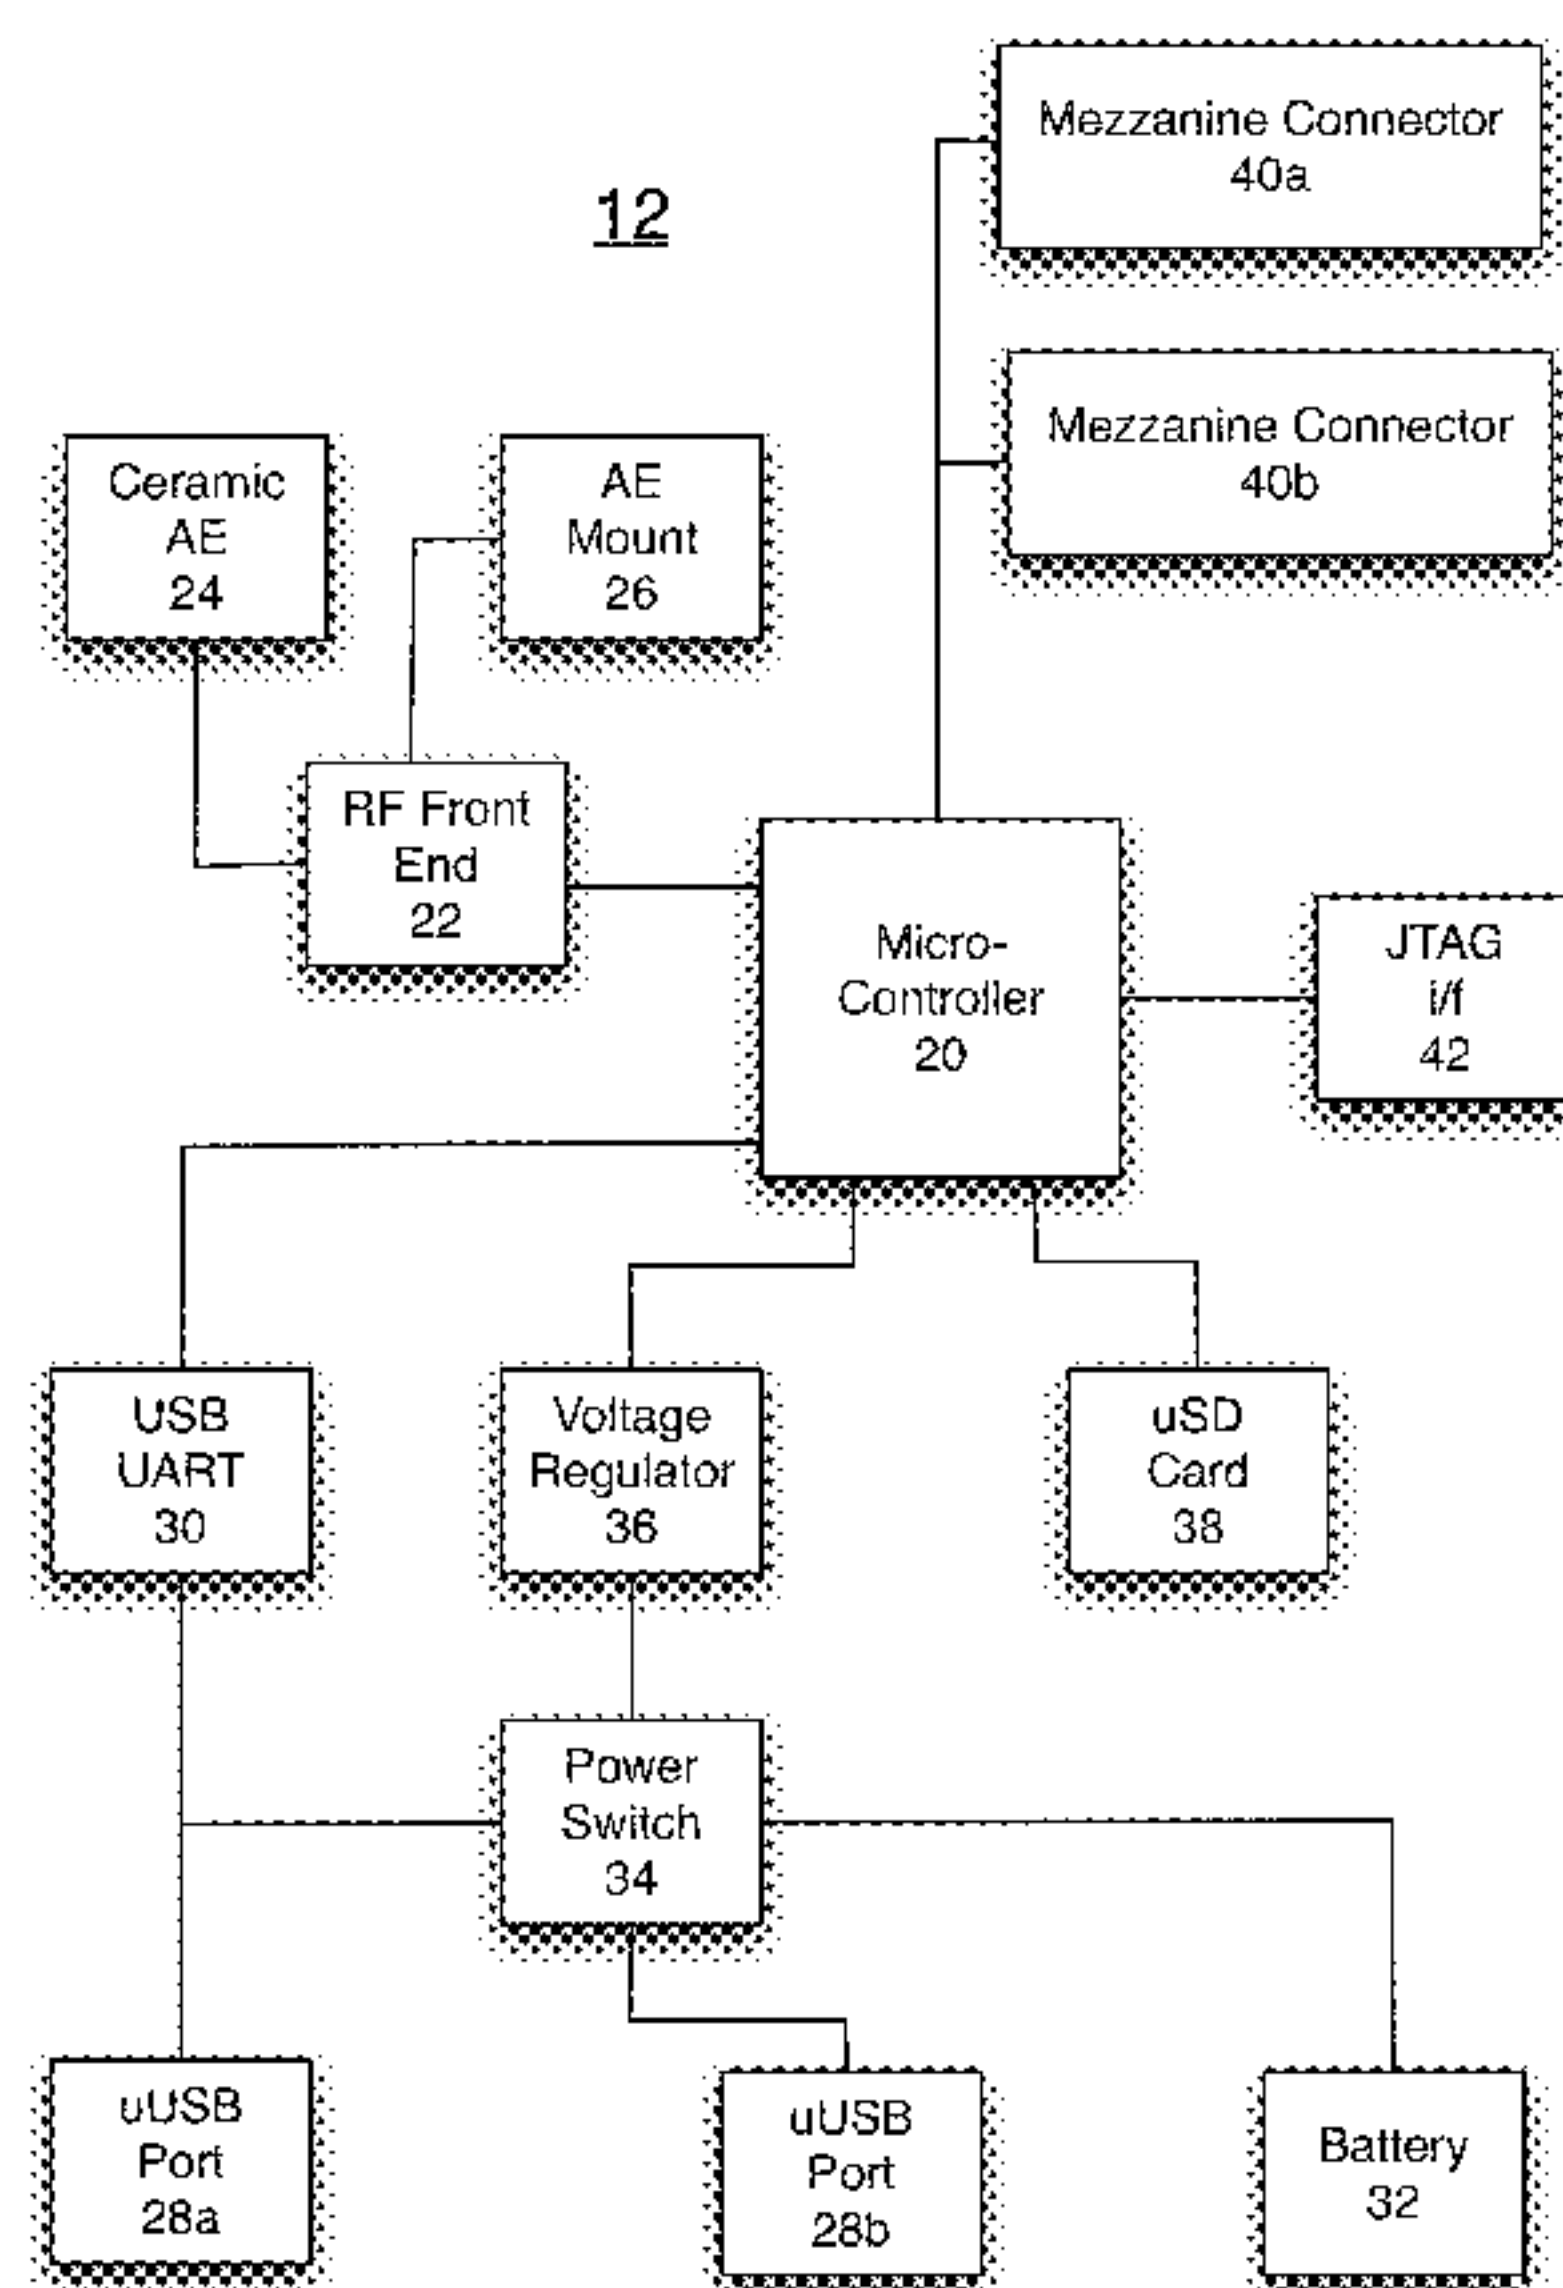 Mezzanine Connector
40a
12
Mezzanine Connector
40b
Ceramic
AE
24
AE
Mount
26
RF Front
End
22
Micro-
Controller
20
JTAG
i/f
42
USB
UART
30
Voltage
Regulator
36
uSD
Card
38
Power
Switch
34
uUSB
Port
28a
uUSB
Port
28b
Battery
32